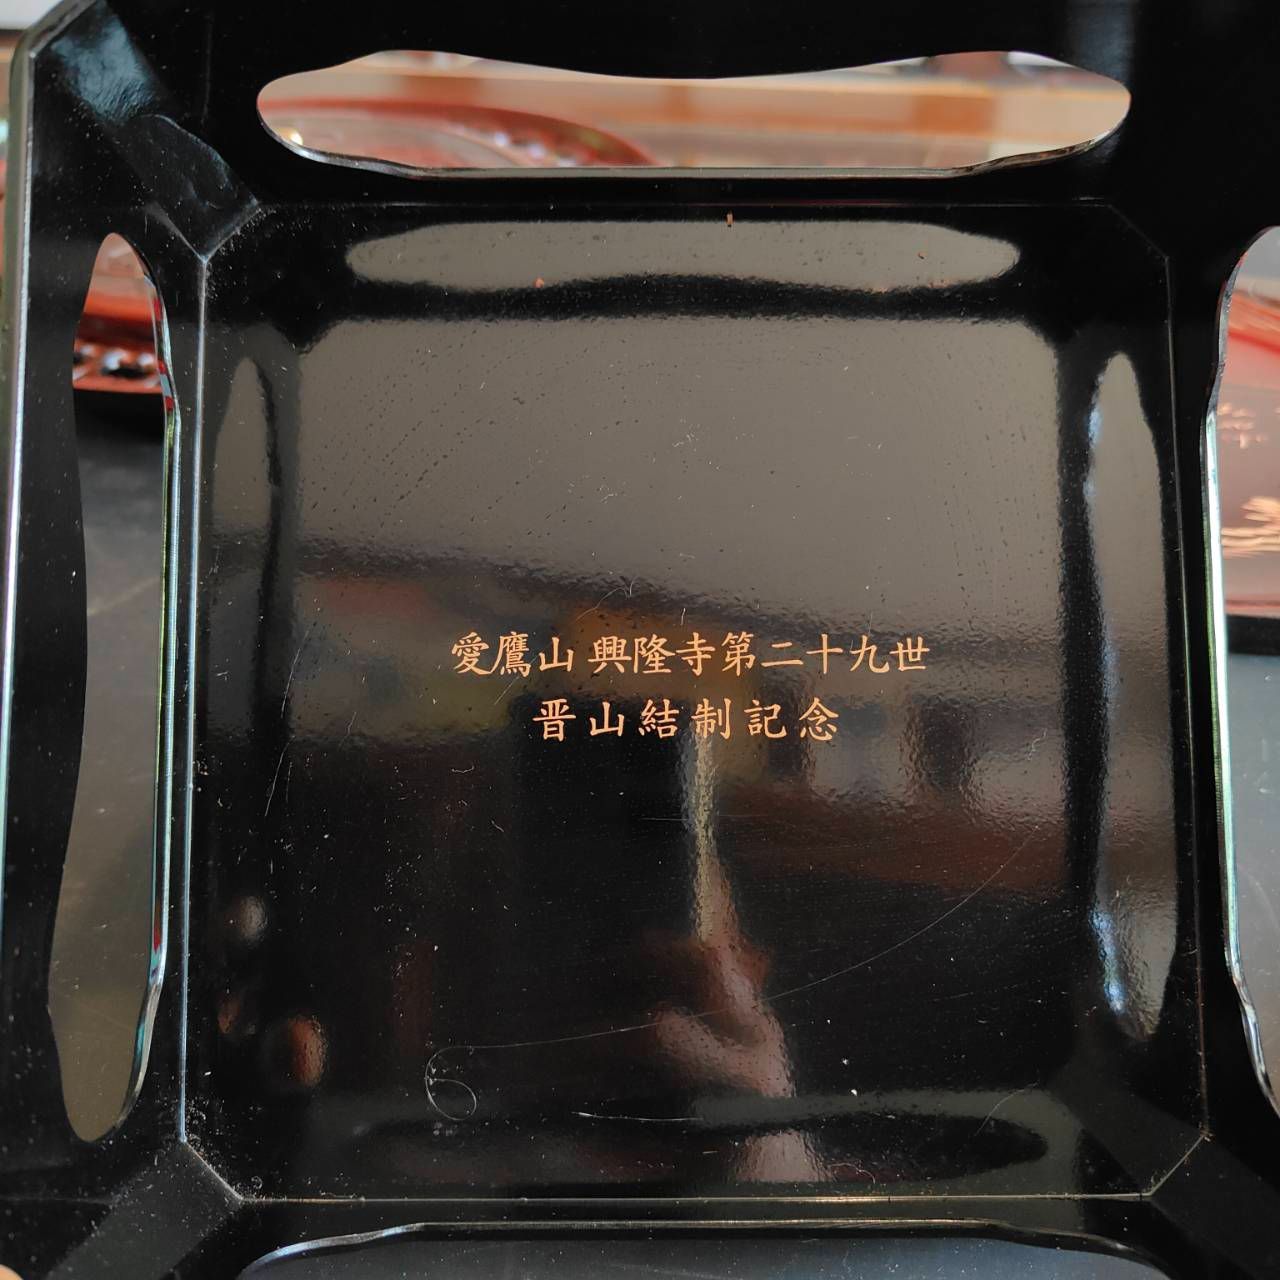 愛鷹山 興隆寺第二十九世
晋山結制記念